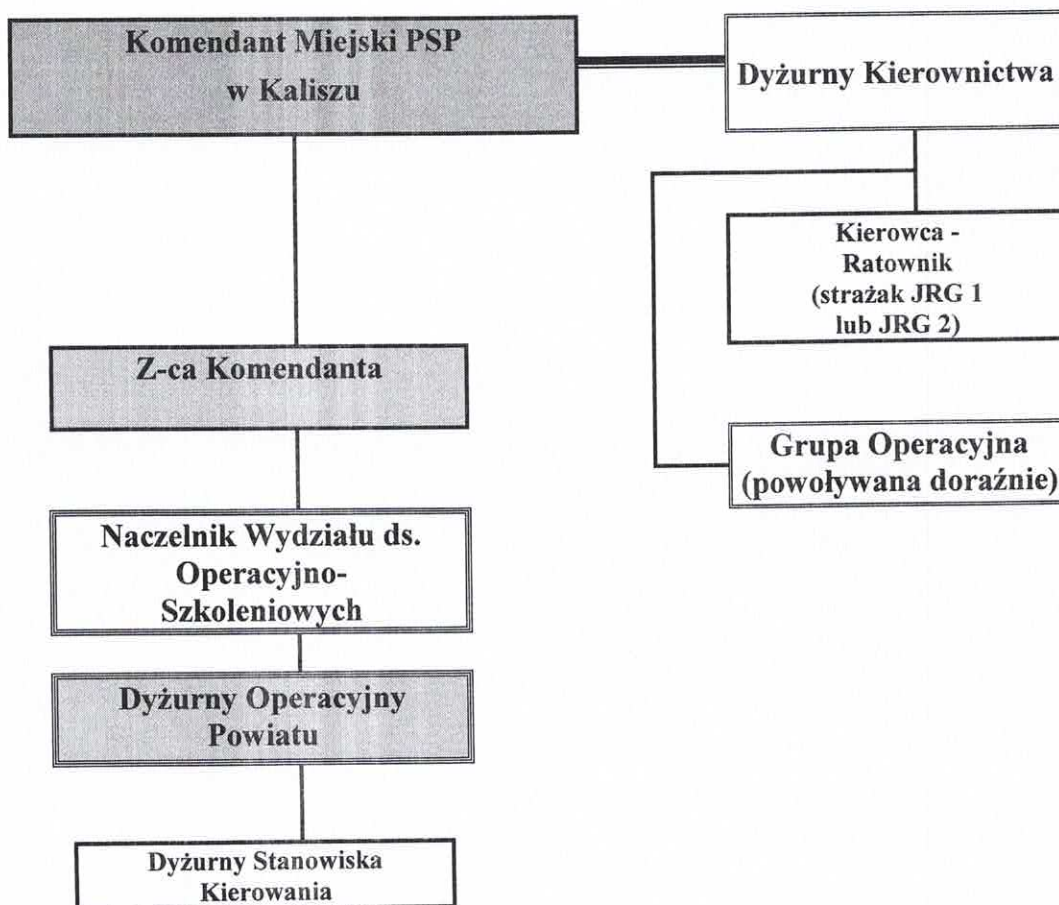 Komendant Miejski PSP
w Kaliszu
Dyżurny Kierownictwa
Kierowca -
Ratownik
(strażak JRG 1
lub JRG 2)
Z-ca Komendanta
Grupa Operacyjna
(powoływana doraźnie)
Naczelnik Wydziału ds.
Operacyjno-
Szkoleniowych
Dyżurny Operacyjny
Powiatu
Dyżurny Stanowiska
Kierowania